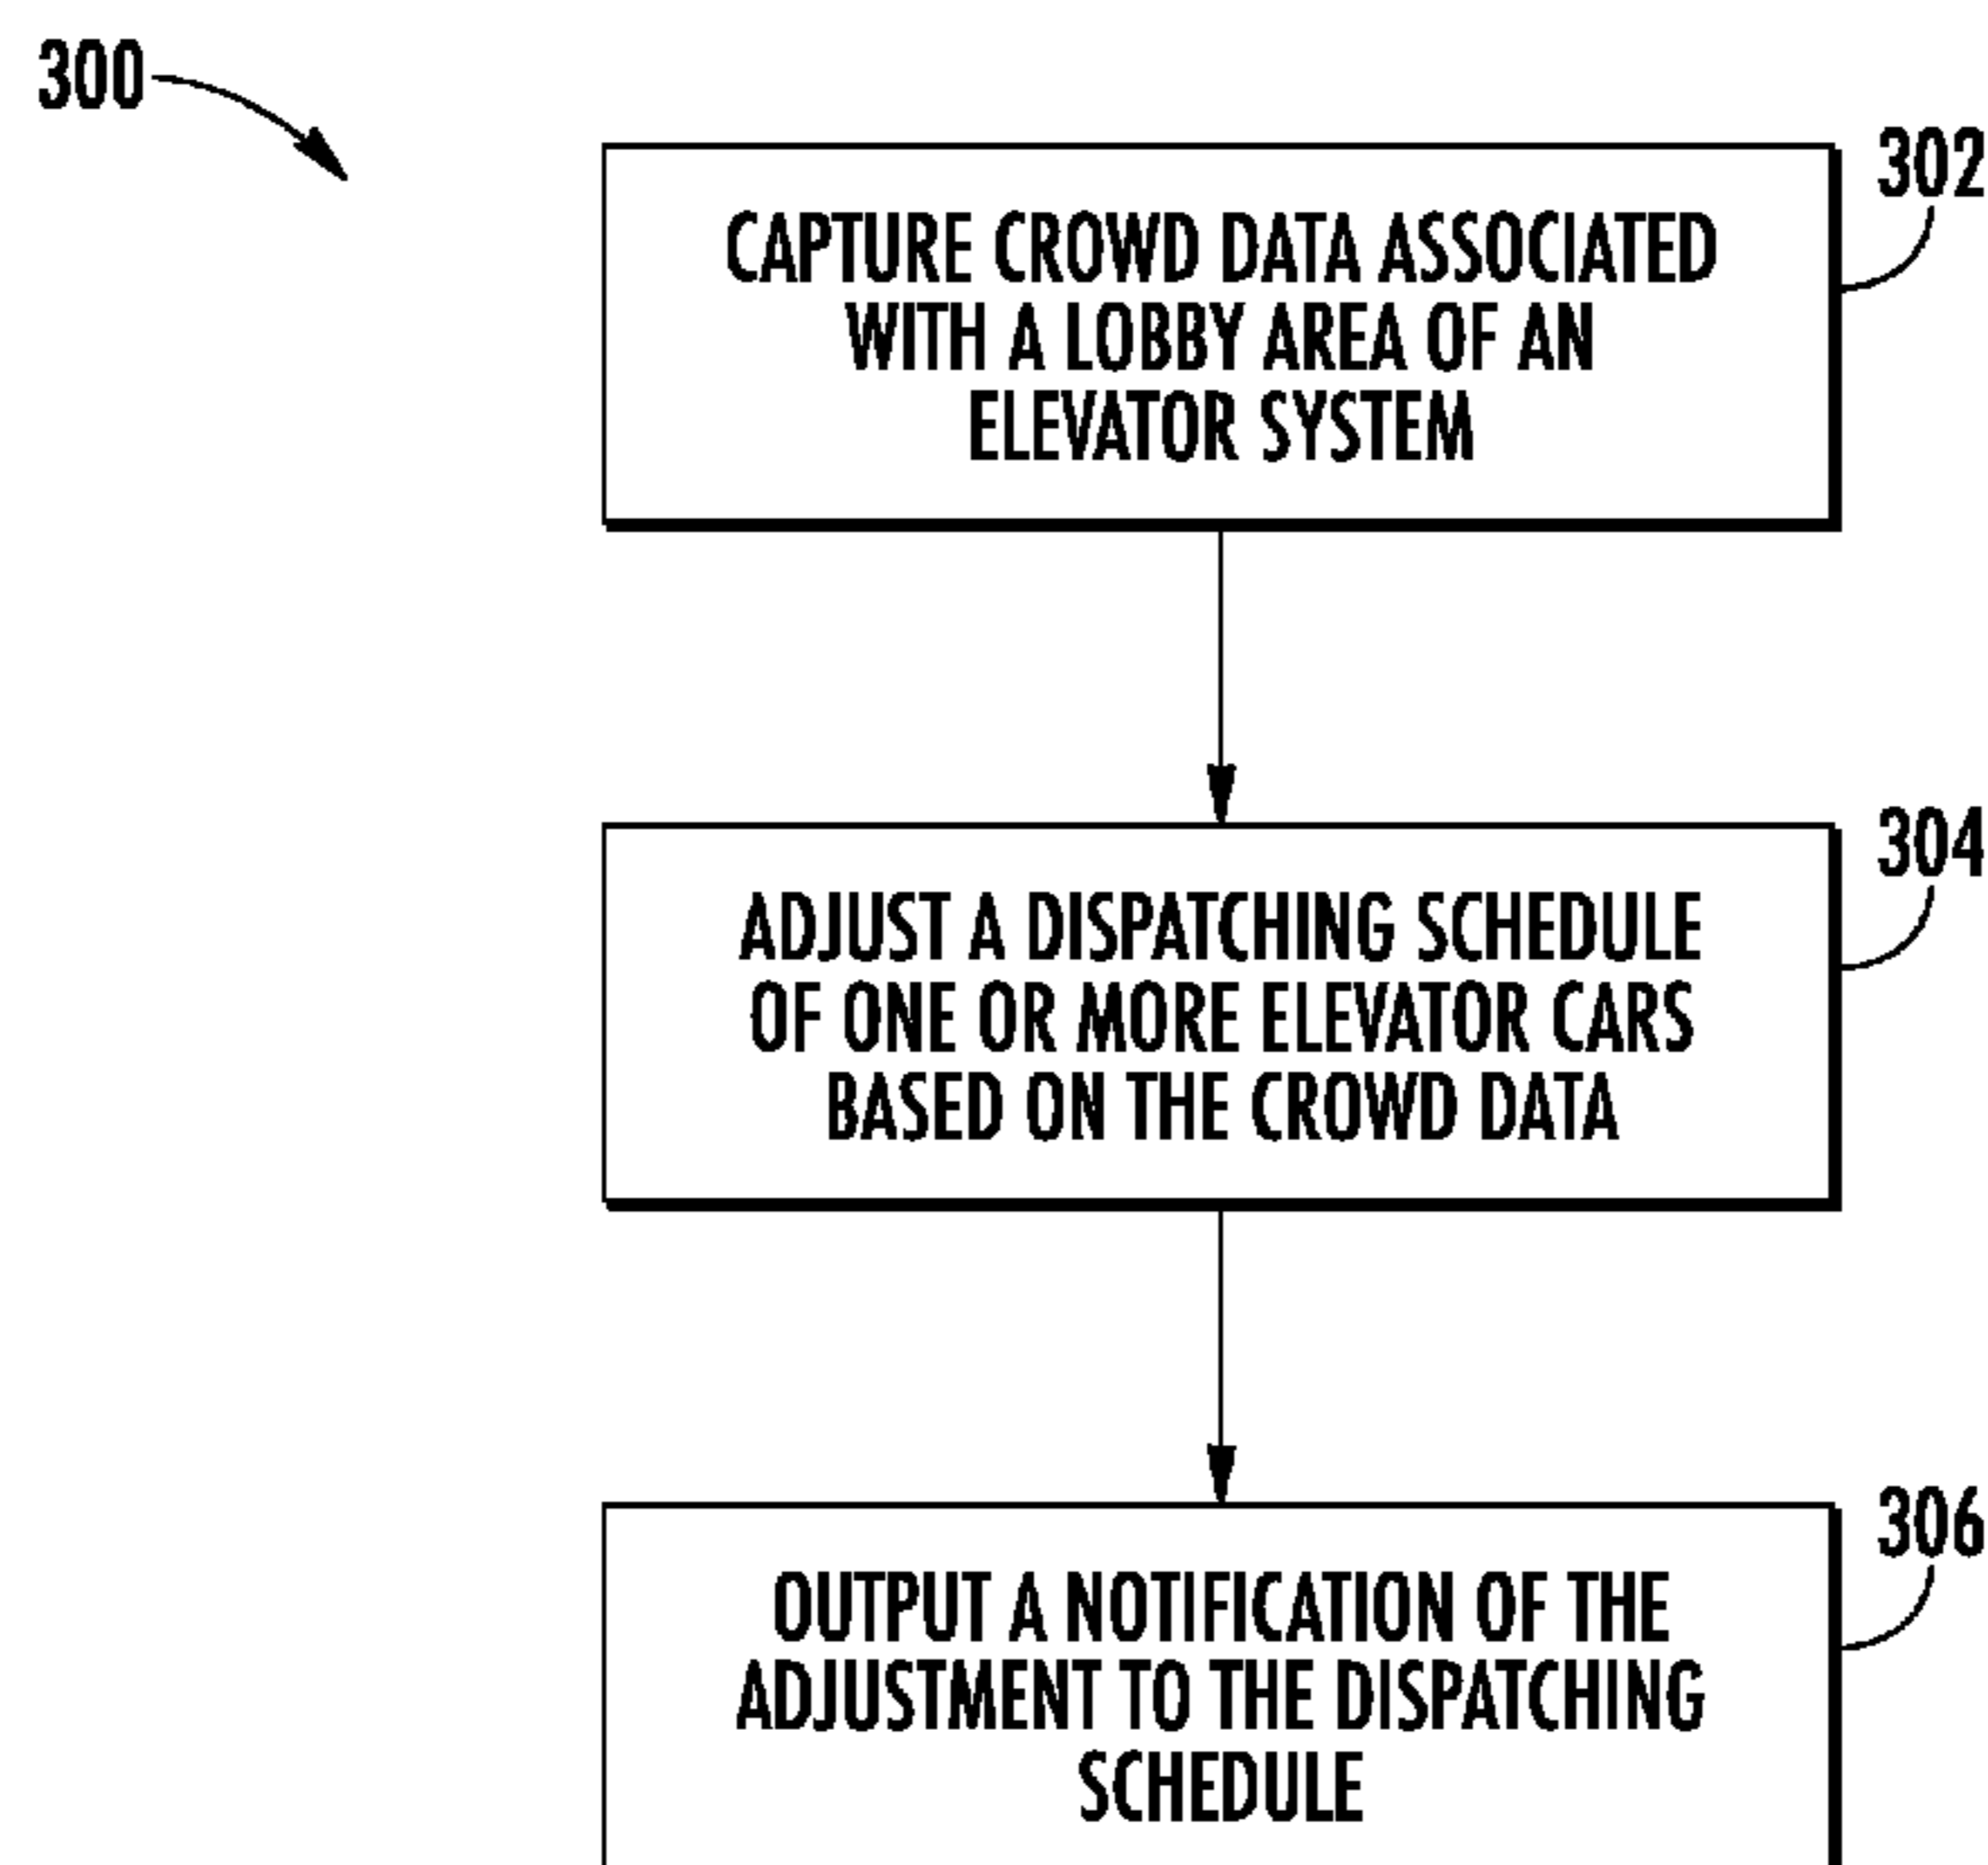 300
302
CAPTURE CROWD DATA ASSOCIATED
WITH A LOBBY AREA OF AN
ELEVATOR SYSTEM
304
ADJUST A DISPATCHING SCHEDULE
OF ONE OR MORE ELEVATOR CARS
BASED ON THE CROWD DATA
306
OUTPUT A NOTIFICATION OF THE
ADJUSTMENT TO THE DISPATCHING
SCHEDULE